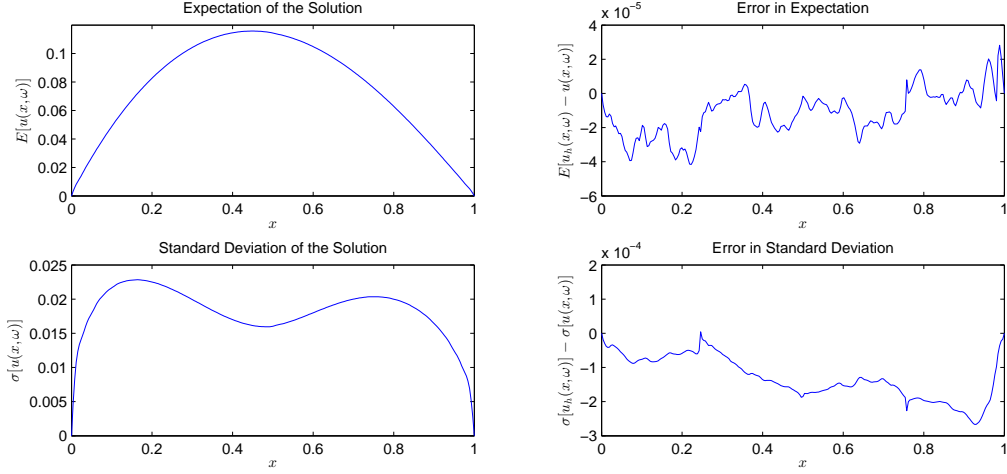 Expectation of the Solution
E[u(x, ω)]
0.1
0.08
0.06
0.04
0.02
0
0 0.2 0.4 0.6 0.8 1
x
Error in Expectation
x 10⁻⁵
E[u_h(x, ω) − u(x, ω)]
4
2
0
−2
−4
−6
0 0.2 0.4 0.6 0.8 1
x
Standard Deviation of the Solution
σ[u(x, ω)]
0.025
0.02
0.015
0.01
0.005
0
0 0.2 0.4 0.6 0.8 1
x
Error in Standard Deviation
x 10⁻⁴
σ[u_h(x, ω)] − σ[u(x, ω)]
2
1
0
−1
−2
−3
0 0.2 0.4 0.6 0.8 1
x